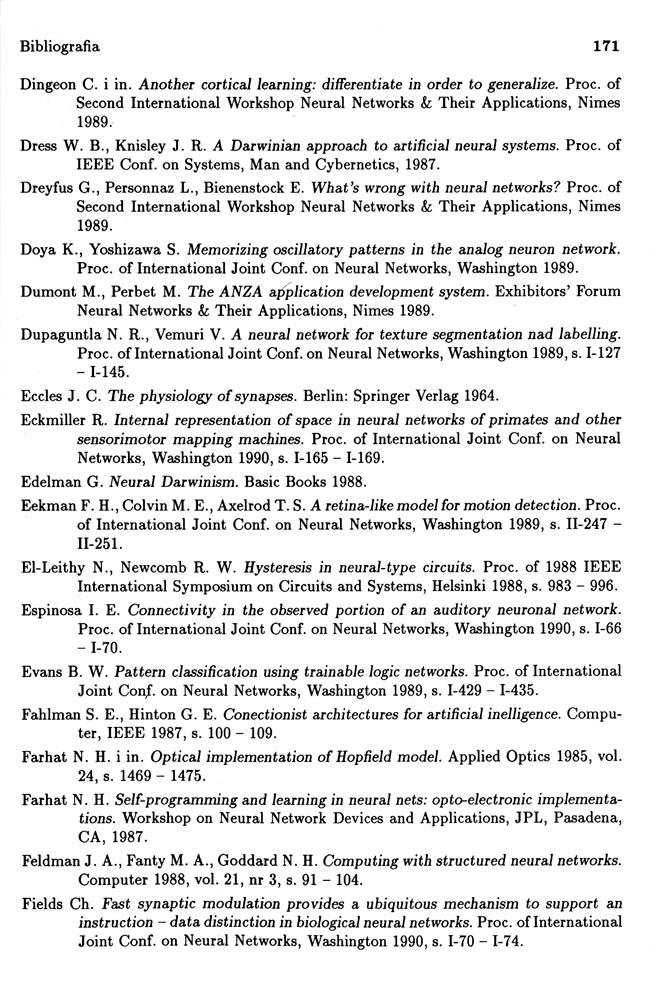 Bibliografia 171
Dingeon C. i in. Another cortical learning: differentiate in order to generalize. Proc. of
Second International Workshop Neural Networks & Their Applications, Nimes
1989.
Dress W. B., Knisley J. R. A Darwinian approach to artificial neural systems. Proc. of
IEEE Conf. on Systems, Man and Cybernetics, 1987.
Dreyfus G., Personnaz L., Bienenstock E. What's wrong with neural networks? Proc. of
Second International Workshop Neural Networks & Their Applications, Nimes
1989.
Doya K., Yoshizawa S. Memorizing oscillatory patterns in the analog neuron network.
Proc. of International Joint Conf. on Neural Networks, Washington 1989.
Dumont M., Perbet M. The ANZA application development system. Exhibitors' Forum
Neural Networks & Their Applications, Nimes 1989.
Dupaguntla N. R., Vemuri V. A neural network for texture segmentation nad labelling.
Proc. of International Joint Conf. on Neural Networks, Washington 1989, s. I-127
– I-145.
Eccles J. C. The physiology of synapses. Berlin: Springer Verlag 1964.
Eckmiller R. Internal representation of space in neural networks of primates and other
sensorimotor mapping machines. Proc. of International Joint Conf. on Neural
Networks, Washington 1990, s. I-165 – I-169.
Edelman G. Neural Darwinism. Basic Books 1988.
Eekman F. H., Colvin M. E., Axelrod T. S. A retina-like model for motion detection. Proc.
of International Joint Conf. on Neural Networks, Washington 1989, s. II-247 –
II-251.
El-Leithy N., Newcomb R. W. Hysteresis in neural-type circuits. Proc. of 1988 IEEE
International Symposium on Circuits and Systems, Helsinki 1988, s. 983 – 996.
Espinosa I. E. Connectivity in the observed portion of an auditory neuronal network.
Proc. of International Joint Conf. on Neural Networks, Washington 1990, s. I-66
– I-70.
Evans B. W. Pattern classification using trainable logic networks. Proc. of International
Joint Conf. on Neural Networks, Washington 1989, s. I-429 – I-435.
Fahlman S. E., Hinton G. E. Conectionist architectures for artificial inelligence. Compu-
ter, IEEE 1987, s. 100 – 109.
Farhat N. H. i in. Optical implementation of Hopfield model. Applied Optics 1985, vol.
24, s. 1469 – 1475.
Farhat N. H. Self-programming and learning in neural nets: opto-electronic implementa-
tions. Workshop on Neural Network Devices and Applications, JPL, Pasadena,
CA, 1987.
Feldman J. A., Fanty M. A., Goddard N. H. Computing with structured neural networks.
Computer 1988, vol. 21, nr 3, s. 91 – 104.
Fields Ch. Fast synaptic modulation provides a ubiquitous mechanism to support an
instruction – data distinction in biological neural networks. Proc. of International
Joint Conf. on Neural Networks, Washington 1990, s. I-70 – I-74.